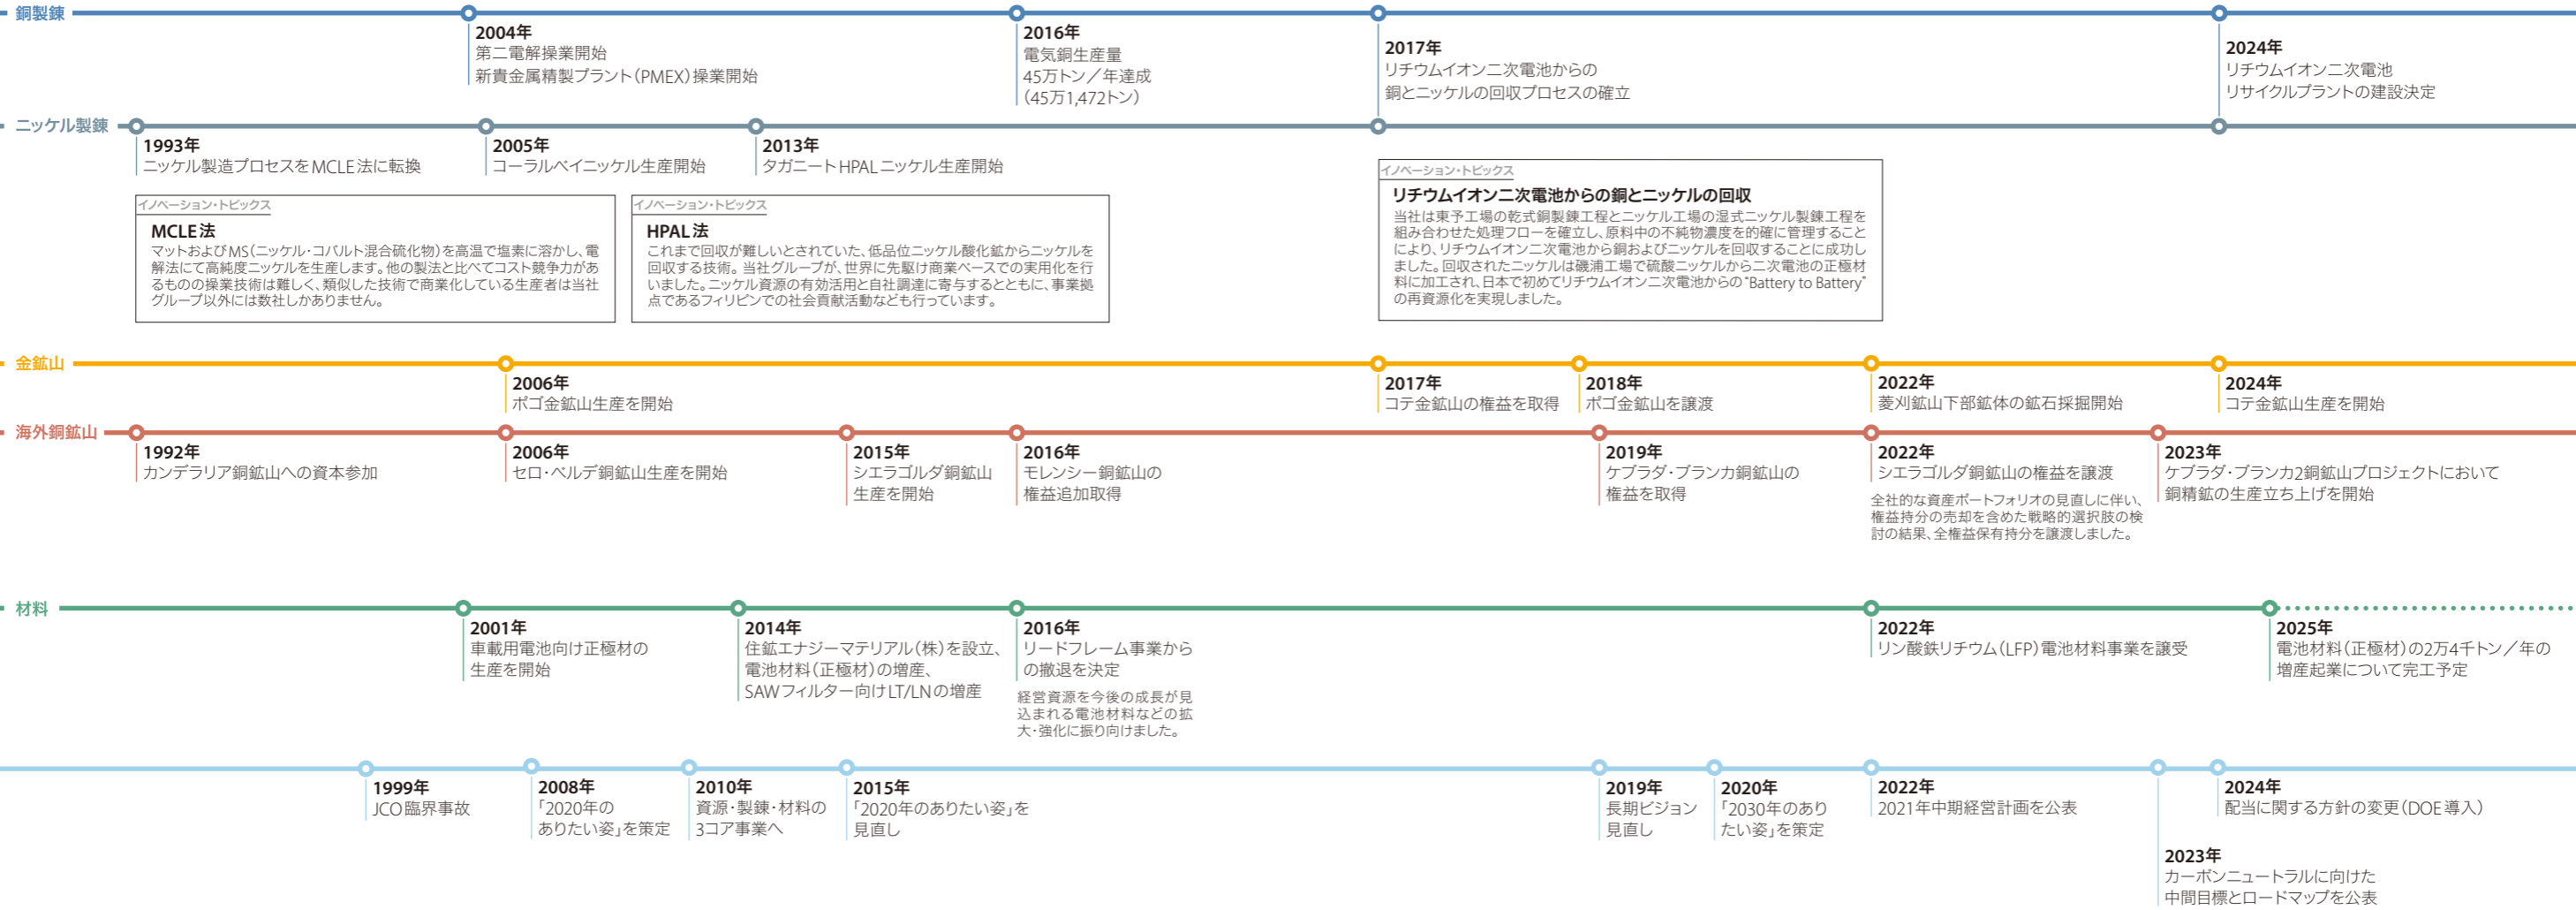 銅製錬
2004年
第二電解操業開始
新貴金属精製プラント（PMEX）操業開始
2016年
電気銅生産量
45万トン／年達成
（45万1,472トン）
2017年
リチウムイオン二次電池からの
銅とニッケルの回収プロセスの確立
2024年
リチウムイオン二次電池
リサイクルプラントの建設決定
ニッケル製錬
1993年
ニッケル製造プロセスをMCLE法に転換
2005年
コーラルベイニッケル生産開始
2013年
タガニートHPALニッケル生産開始
イノベーション・トピックス
MCLE法
マットおよびMS（ニッケル・コバルト混合硫化物）を高温で塩素に溶かし、電
解法にて高純度ニッケルを生産します。他の製法と比べてコスト競争力があ
るものの操業技術は難しく、類似した技術で商業化している生産者は当社
グループ以外には数社しかありません。
イノベーション・トピックス
HPAL法
これまで回収が難しいとされていた、低品位ニッケル酸化鉱からニッケルを
回収する技術。当社グループが、世界に先駆け商業ベースでの実用化を行
いました。ニッケル資源の有効活用と自社調達に寄与するとともに、事業拠
点であるフィリピンでの社会貢献活動なども行っています。
イノベーション・トピックス
リチウムイオン二次電池からの銅とニッケルの回収
当社は東予工場の乾式銅製錬工程とニッケル工場の湿式ニッケル製錬工程を
組み合わせた処理フローを確立し、原料中の不純物濃度を的確に管理すること
により、リチウムイオン二次電池から銅およびニッケルを回収することに成功し
ました。回収されたニッケルは磯浦工場で硫酸ニッケルから二次電池の正極材
料に加工され、日本で初めてリチウムイオン二次電池からの“Battery to Battery”
の再資源化を実現しました。
金鉱山
2006年
ポゴ金鉱山生産を開始
2017年
コテ金鉱山の権益を取得
2018年
ポゴ金鉱山を譲渡
2022年
菱刈鉱山下部鉱体の鉱石採掘開始
2024年
コテ金鉱山生産を開始
海外銅鉱山
1992年
カンデラリア銅鉱山への資本参加
2006年
セロ・ベルデ銅鉱山生産を開始
2015年
シエラゴルダ銅鉱山
生産を開始
2016年
モレンシー銅鉱山の
権益追加取得
2019年
ケブラダ・ブランカ銅鉱山の
権益を取得
2022年
シエラゴルダ銅鉱山の権益を譲渡
全社的な資産ポートフォリオの見直しに伴い、
権益持分の売却を含めた戦略的選択肢の検
討の結果、全権益保有持分を譲渡しました。
2023年
ケブラダ・ブランカ2銅鉱山プロジェクトにおいて
銅精鉱の生産立ち上げを開始
材料
2001年
車載用電池向け正極材の
生産を開始
2014年
住鉱エナジーマテリアル（株）を設立、
電池材料（正極材）の増産、
SAWフィルター向けLT/LNの増産
2016年
リードフレーム事業から
の撤退を決定
経営資源を今後の成長が見
込まれる電池材料などの拡
大・強化に振り向けました。
2022年
リン酸鉄リチウム（LFP）電池材料事業を譲受
2025年
電池材料（正極材）の2万4千トン／年の
増産起業について完工予定
1999年
JCO臨界事故
2008年
「2020年の
ありたい姿」を策定
2010年
資源・製錬・材料の
3コア事業へ
2015年
「2020年のありたい姿」を
見直し
2019年
長期ビジョン
見直し
2020年
「2030年のあり
たい姿」を策定
2022年
2021年中期経営計画を公表
2024年
配当に関する方針の変更（DOE導入）
2023年
カーボンニュートラルに向けた
中間目標とロードマップを公表